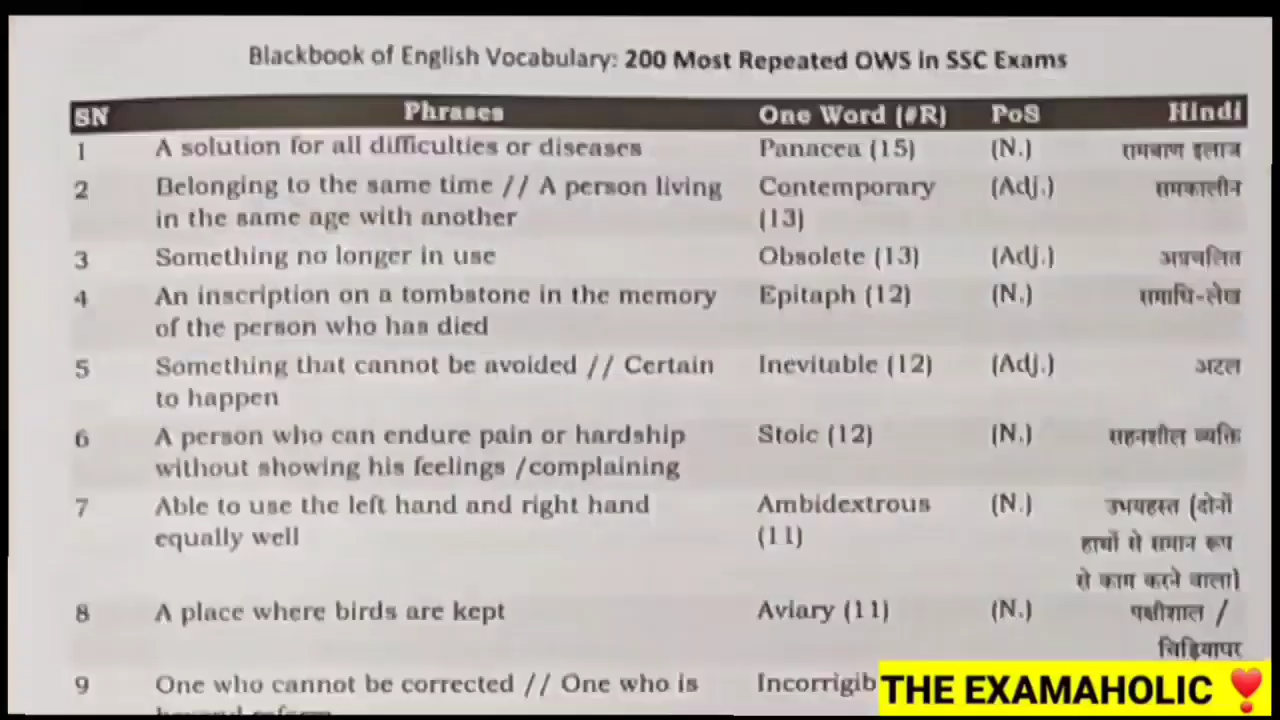 Blackbook of English Vocabulary: 200 Most Repeated OWS in SSC Exams
SN Phrases One Word (#R) PoS Hindi
1 A solution for all difficulties or diseases Panacea (15) (N.) रामबाण इलाज
2 Belonging to the same time // A person living Contemporary (Adj.) समकालीन
in the same age with another (13)
3 Something no longer in use Obsolete (13) (Adj.) अप्रचलित
4 An inscription on a tombstone in the memory Epitaph (12) (N.) समाधि-लेख
of the person who has died
5 Something that cannot be avoided // Certain Inevitable (12) (Adj.) अटल
to happen
6 A person who can endure pain or hardship Stoic (12) (N.) सहनशील व्यक्ति
without showing his feelings /complaining
7 Able to use the left hand and right hand Ambidextrous (N.) उभयहस्त (दोनों
equally well (11) हाथों से समान रूप
से काम करने वाला)
8 A place where birds are kept Aviary (11) (N.) पक्षीशाल /
चिड़ियाघर
9 One who cannot be corrected // One who is Incorrigib
THE EXAMAHOLIC